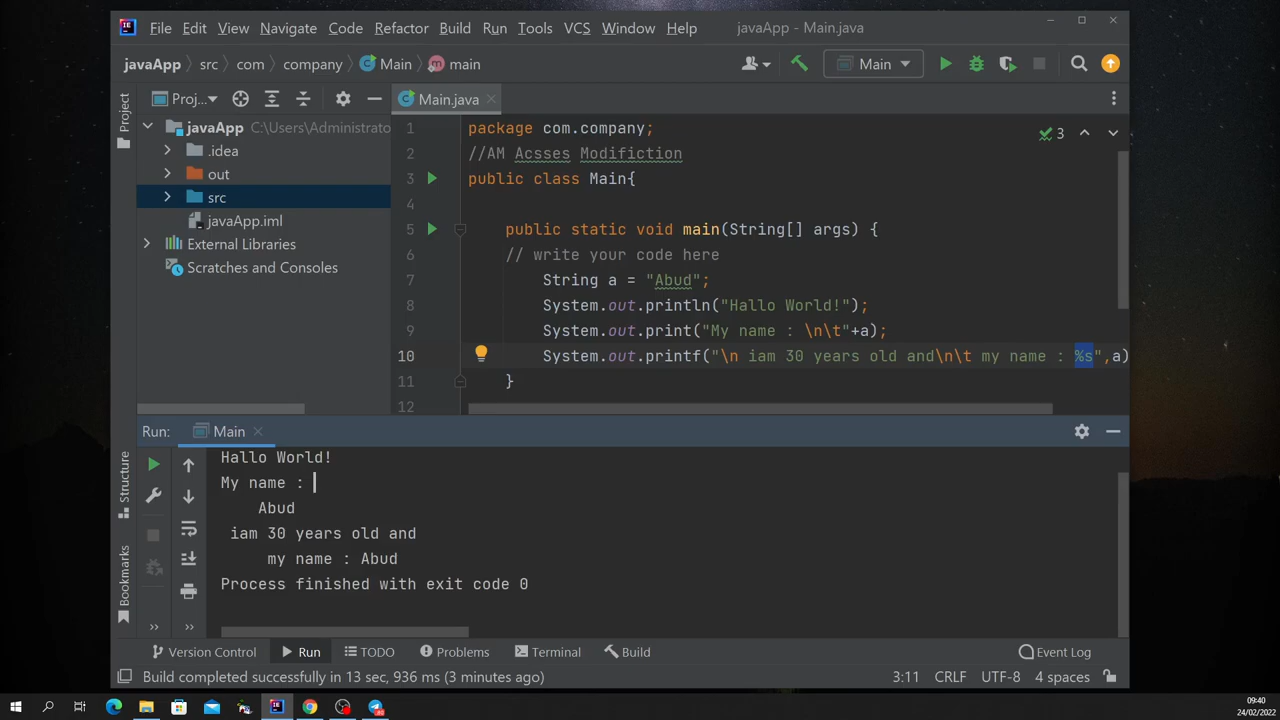 File Edit View Navigate Code Refactor Build Run Tools VCS Window Help javaApp - Main.java
javaApp src com company Main main Main
Project Proj... Main.java
javaApp C:\Users\Administrato
.idea
out
src
javaApp.iml
External Libraries
Scratches and Consoles
3
1 package com.company;
2 //AM Acsses Modifiction
3 public class Main{
4
5 public static void main(String[] args) {
6 // write your code here
7 String a = "Abud";
8 System.out.println("Hallo World!");
9 System.out.print("My name : \n\t"+a);
10 System.out.printf("\n iam 30 years old and\n\t my name : %s",a)
11 }
12
Run: Main
Hallo World!
My name :
Abud
iam 30 years old and
my name : Abud
Process finished with exit code 0
Structure
Bookmarks
Version Control Run TODO Problems Terminal Build Event Log
Build completed successfully in 13 sec, 936 ms (3 minutes ago) 3:11 CRLF UTF-8 4 spaces
09:40
24/02/2022